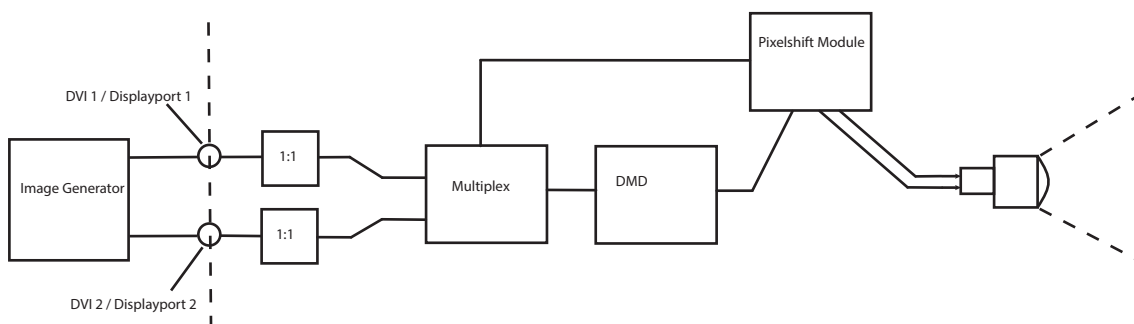 Pixelshift Module
DVI 1 / Displayport 1
1:1
Image Generator
Multiplex
DMD
1:1
DVI 2 / Displayport 2